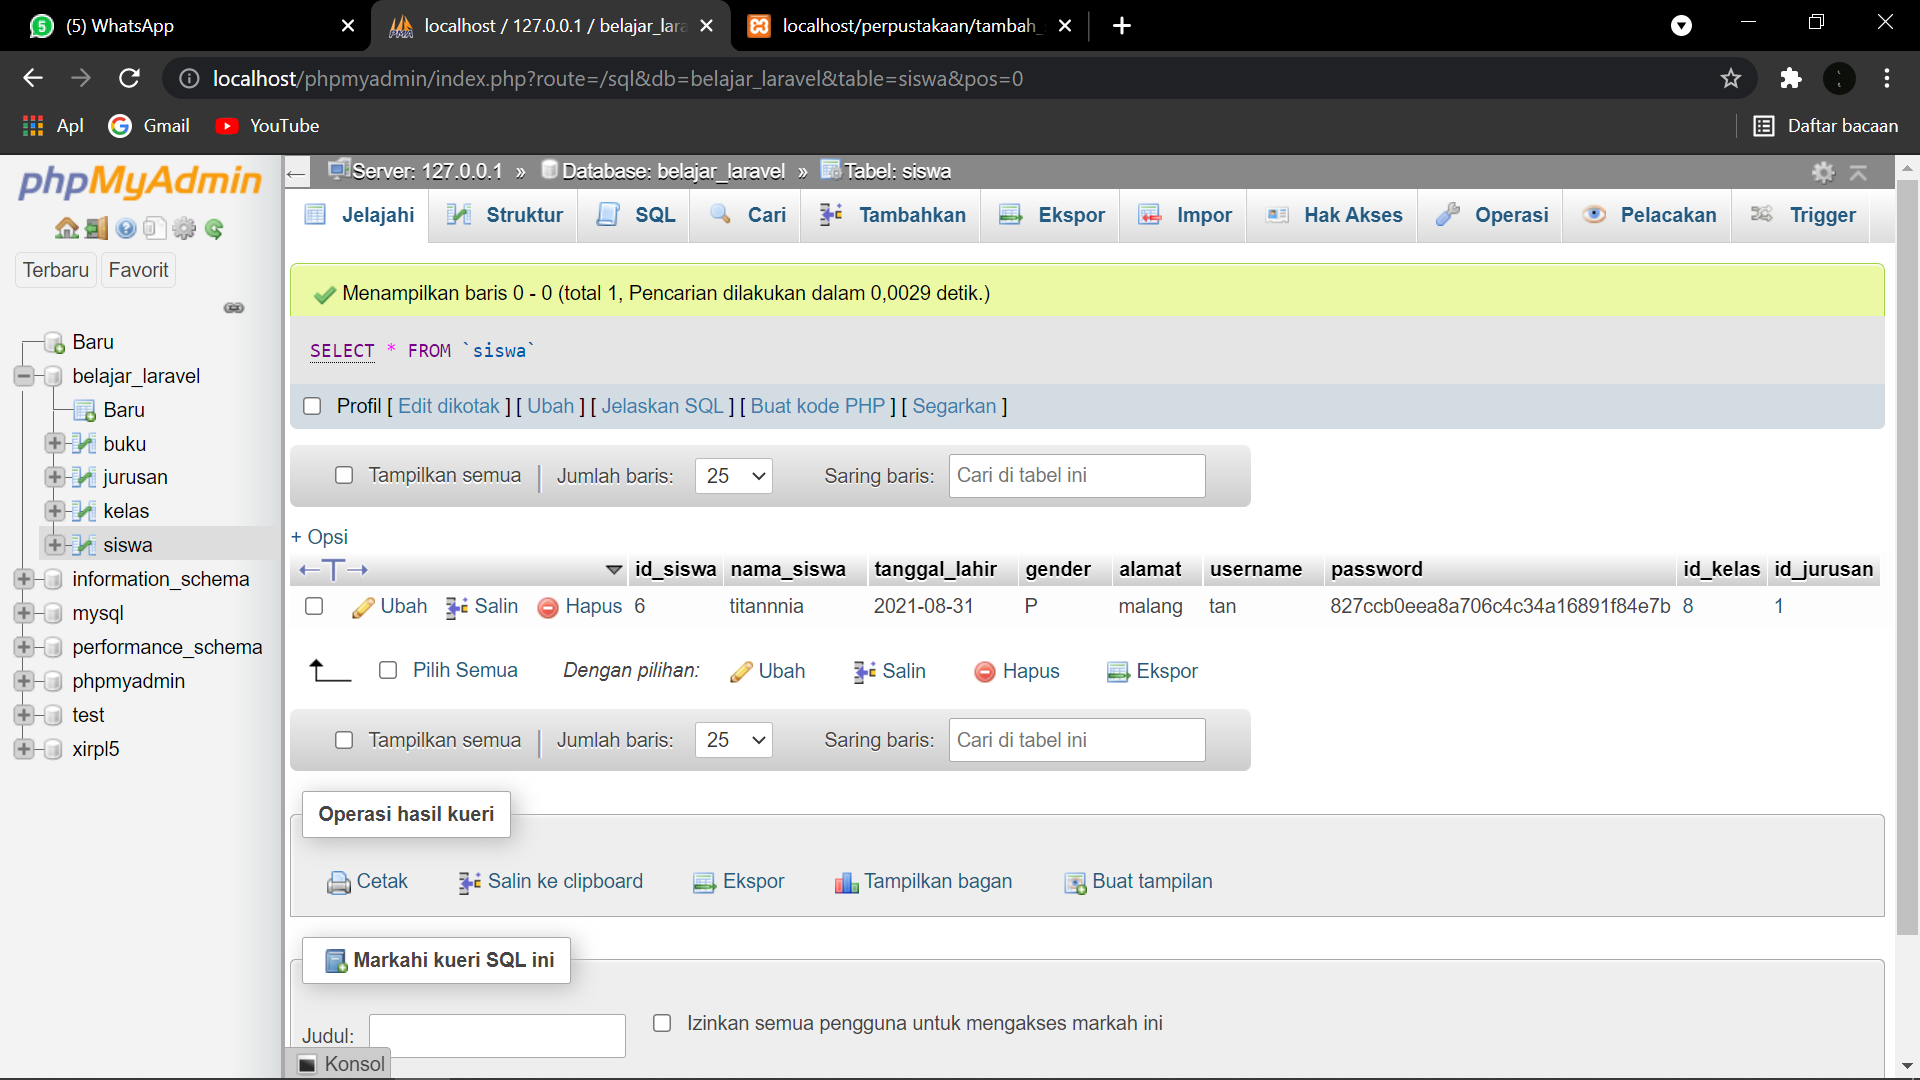 (5) WhatsApp
localhost / 127.0.0.1 / belajar_lara
localhost/perpustakaan/tambah_
localhost/phpmyadmin/index.php?route=/sql&db=belajar_laravel&table=siswa&pos=0
Apl Gmail YouTube Daftar bacaan
phpMyAdmin
Terbaru Favorit
Baru
belajar_laravel
Baru
buku
jurusan
kelas
siswa
information_schema
mysql
performance_schema
phpmyadmin
test
xirpl5
Server: 127.0.0.1 » Database: belajar_laravel » Tabel: siswa
Jelajahi Struktur SQL Cari Tambahkan Ekspor Impor Hak Akses Operasi Pelacakan Trigger
Menampilkan baris 0 - 0 (total 1, Pencarian dilakukan dalam 0,0029 detik.)
SELECT * FROM `siswa`
Profil [ Edit dikotak ] [ Ubah ] [ Jelaskan SQL ] [ Buat kode PHP ] [ Segarkan ]
Tampilkan semua | Jumlah baris: 25 Saring baris: Cari di tabel ini
+ Opsi
←T→ id_siswa nama_siswa tanggal_lahir gender alamat username password id_kelas id_jurusan
Ubah Salin Hapus 6 titannnia 2021-08-31 P malang tan 827ccb0eea8a706c4c34a16891f84e7b 8 1
Pilih Semua Dengan pilihan: Ubah Salin Hapus Ekspor
Tampilkan semua | Jumlah baris: 25 Saring baris: Cari di tabel ini
Operasi hasil kueri
Cetak Salin ke clipboard Ekspor Tampilkan bagan Buat tampilan
Markahi kueri SQL ini
Judul: Izinkan semua pengguna untuk mengakses markah ini
Konsol